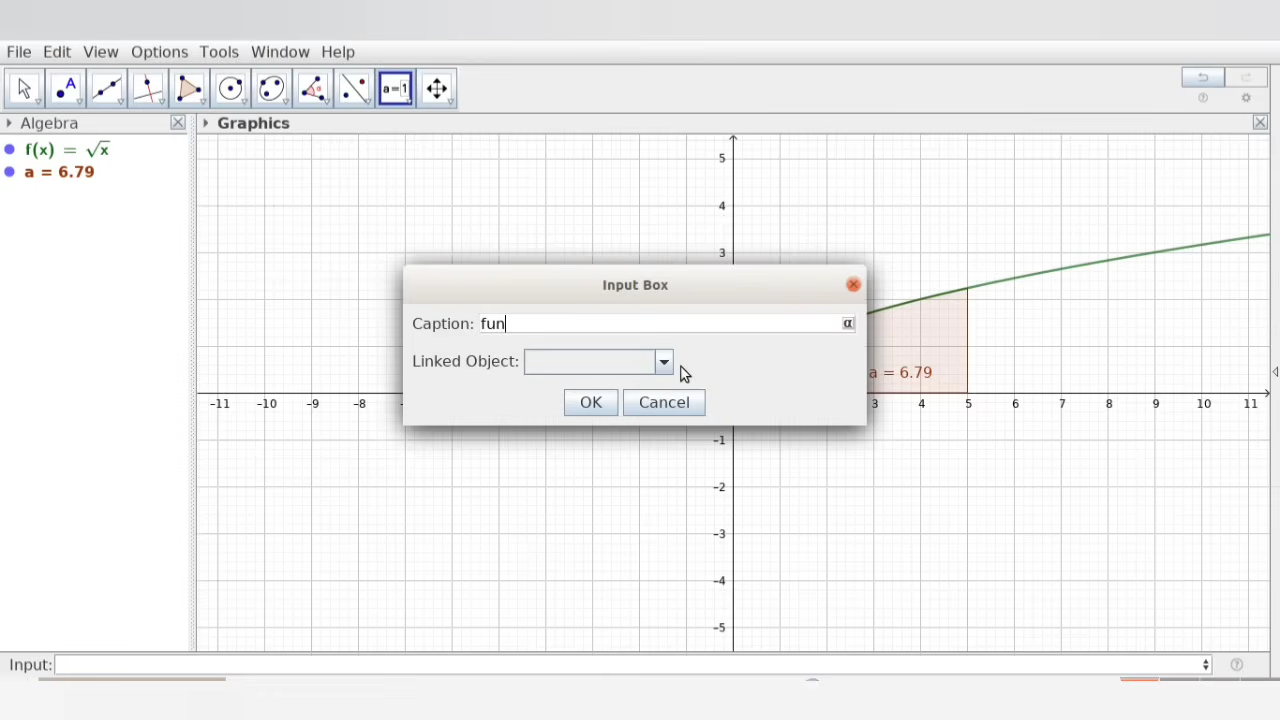 File Edit View Options Tools Window Help
a=1
Algebra
Graphics
f(x) = √x
a = 6.79
5
4
3
Input Box
Caption: fun
α
Linked Object:
OK Cancel
a = 6.79
-11 -10 -9 -8 3 4 5 6 7 8 9 10 11
-1
-2
-3
-4
-5
Input: